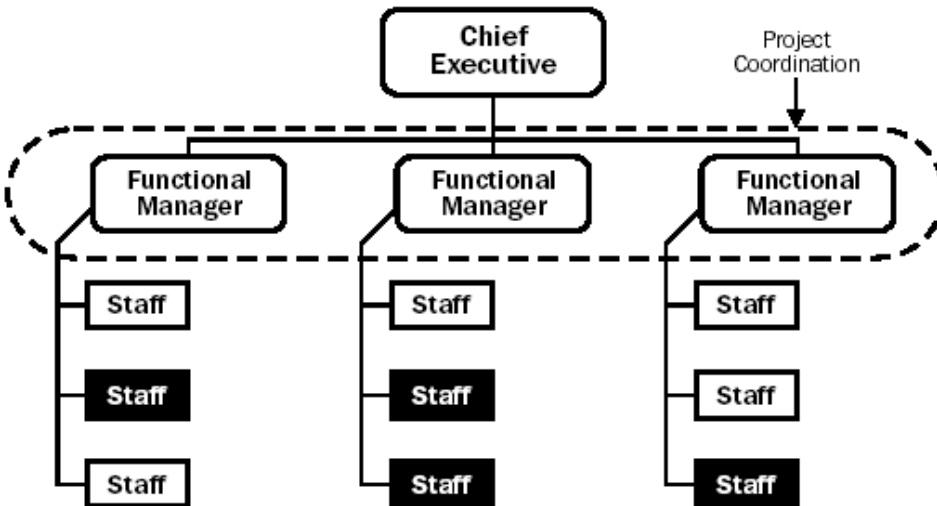 Chief
Executive
Project
Coordination
Functional
Manager
Functional
Manager
Functional
Manager
Staff
Staff
Staff
Staff
Staff
Staff
Staff
Staff
Staff